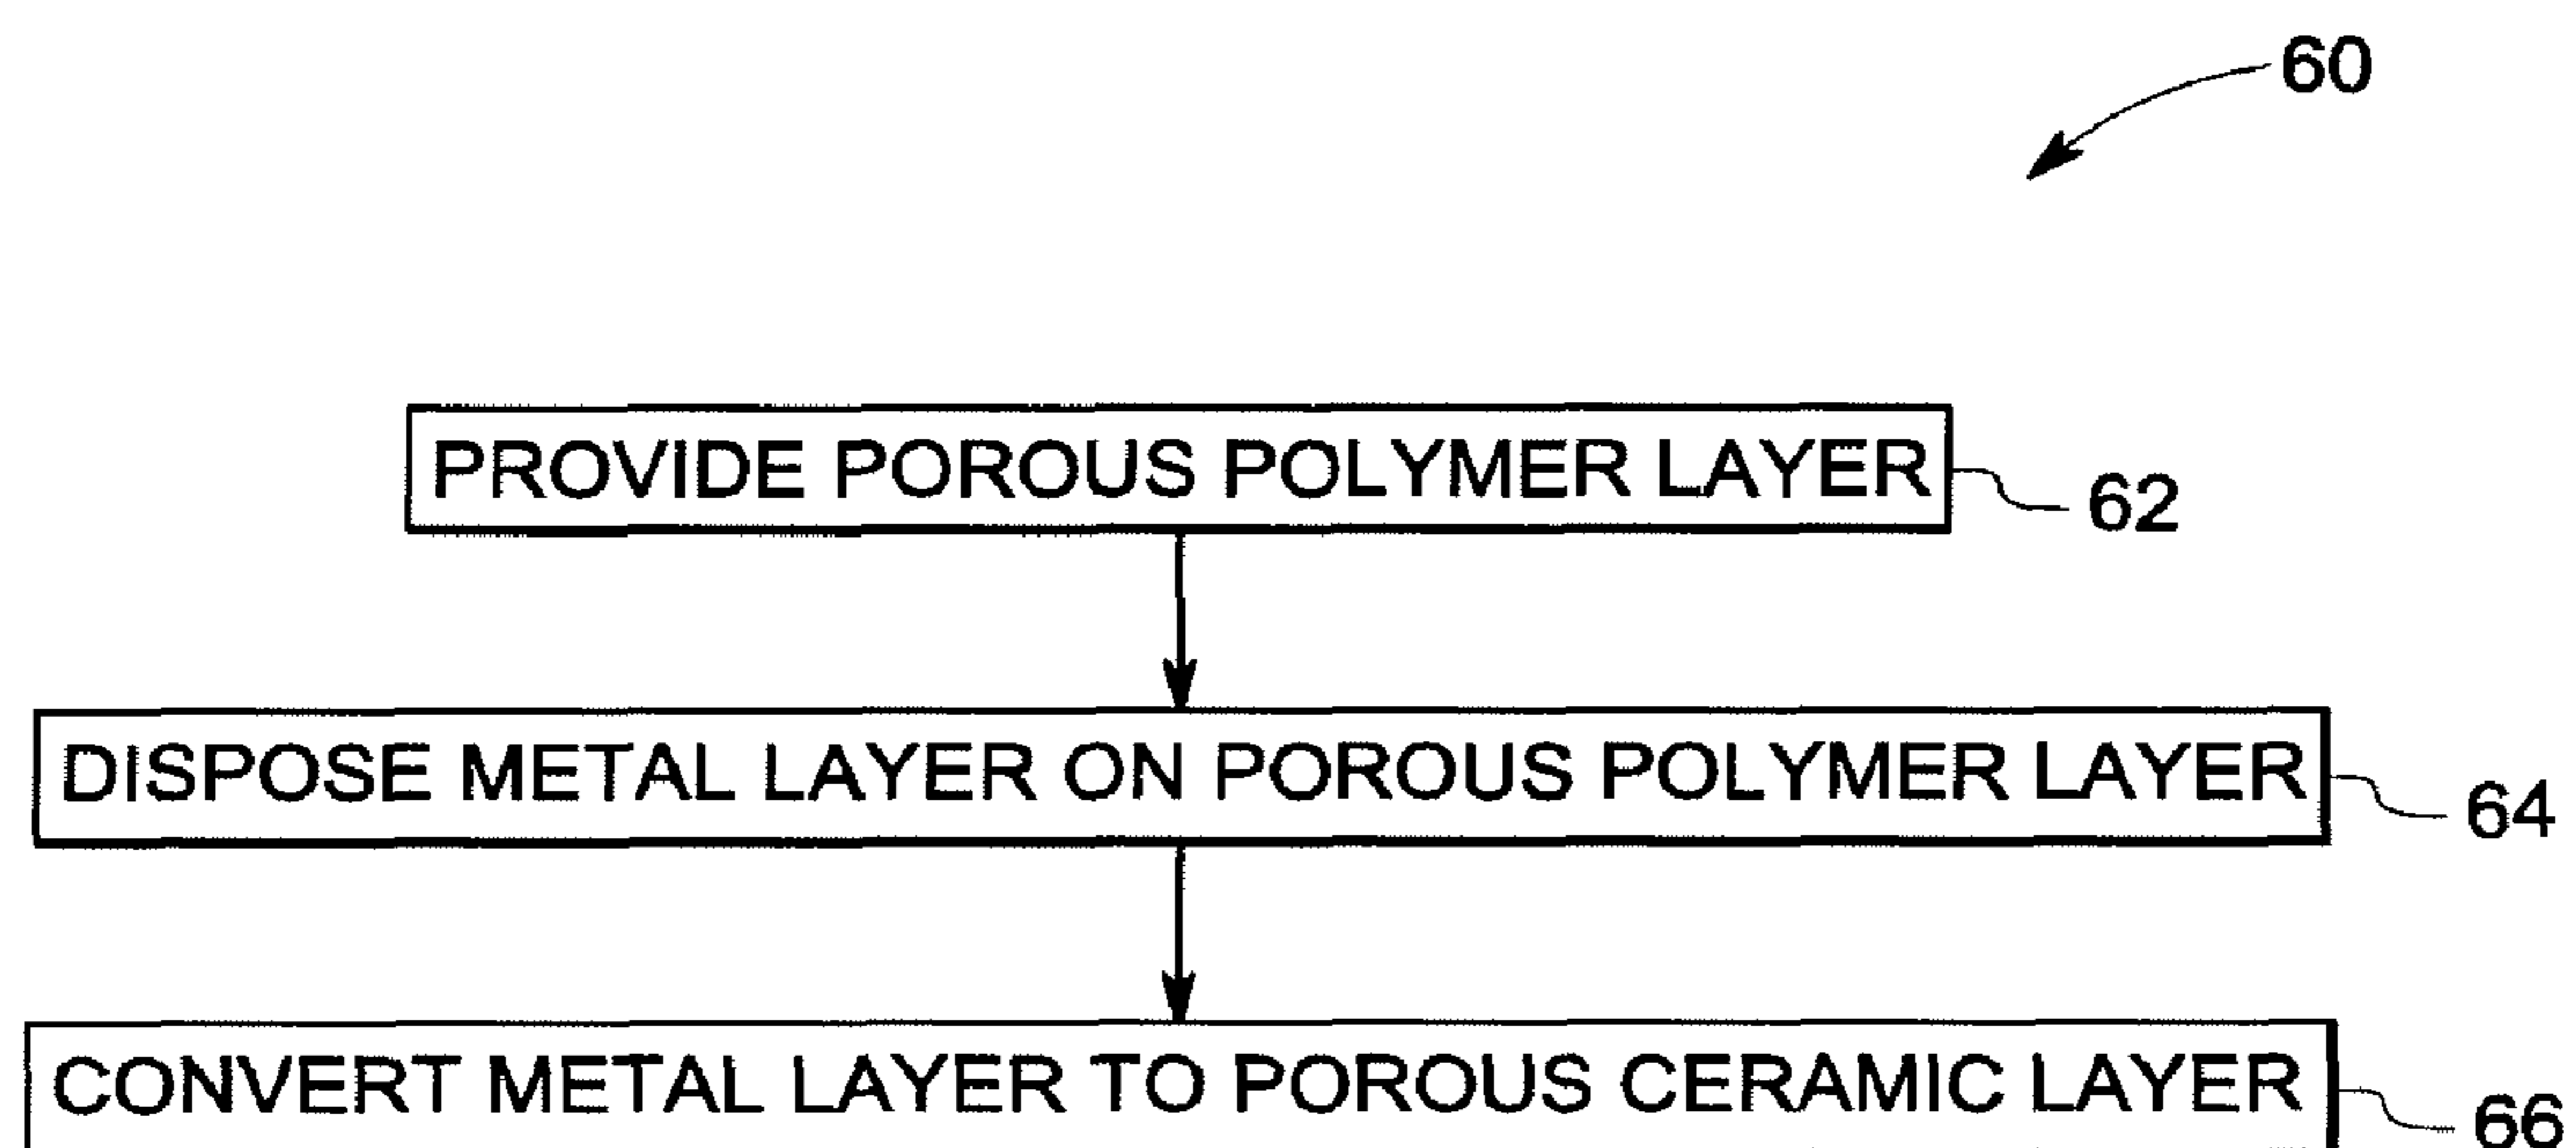 60
PROVIDE POROUS POLYMER LAYER
62
DISPOSE METAL LAYER ON POROUS POLYMER LAYER
64
CONVERT METAL LAYER TO POROUS CERAMIC LAYER
66